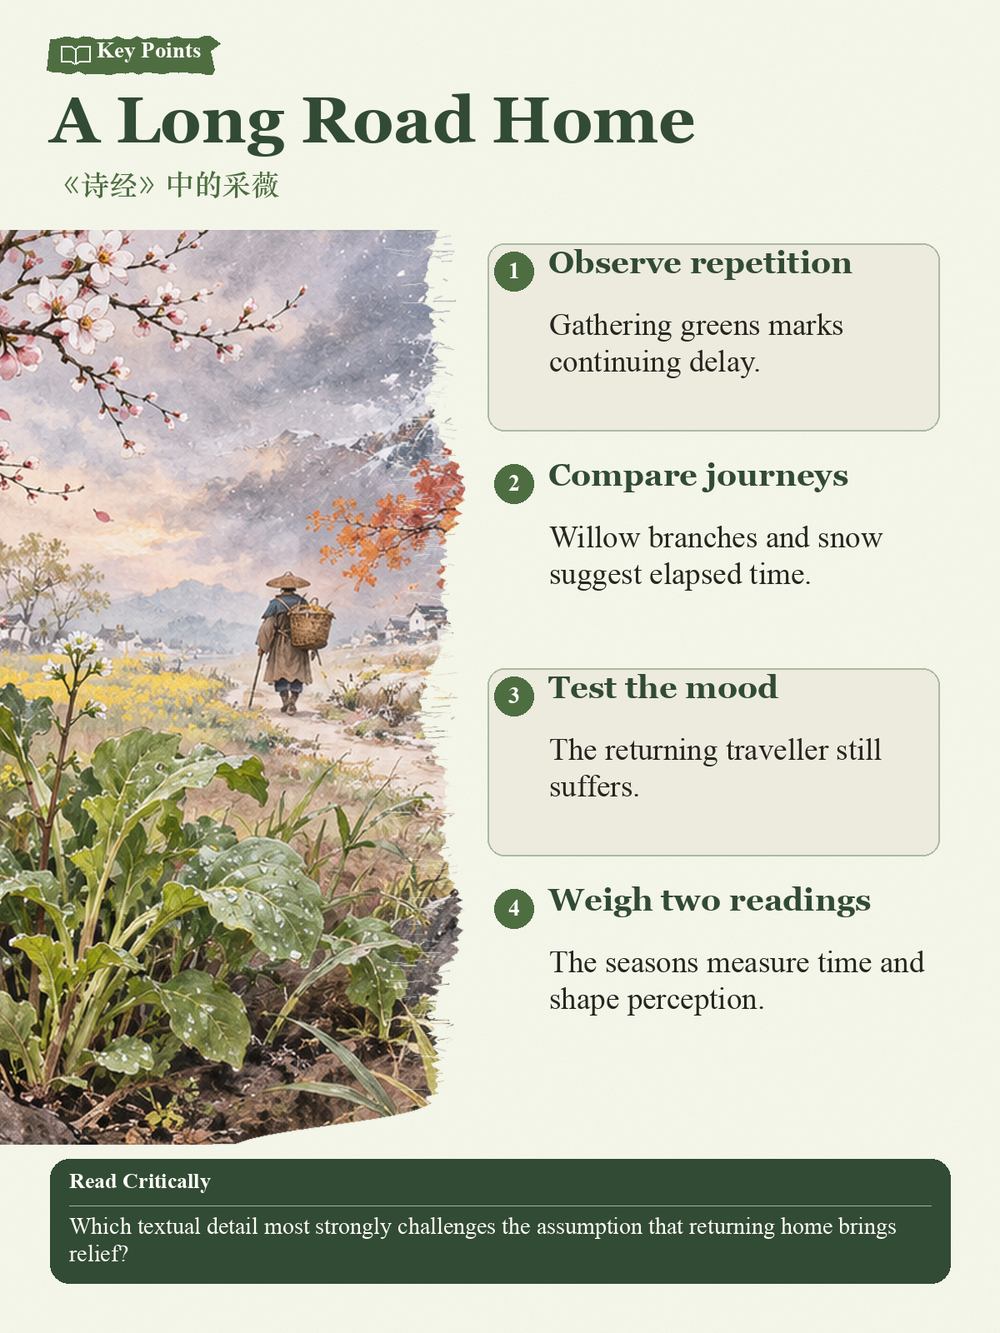 Key Points
A Long Road Home
《诗经》中的采薇
1 Observe repetition
Gathering greens marks
continuing delay.
2 Compare journeys
Willow branches and snow
suggest elapsed time.
3 Test the mood
The returning traveller still
suffers.
4 Weigh two readings
The seasons measure time and
shape perception.
Read Critically
Which textual detail most strongly challenges the assumption that returning home brings
relief?